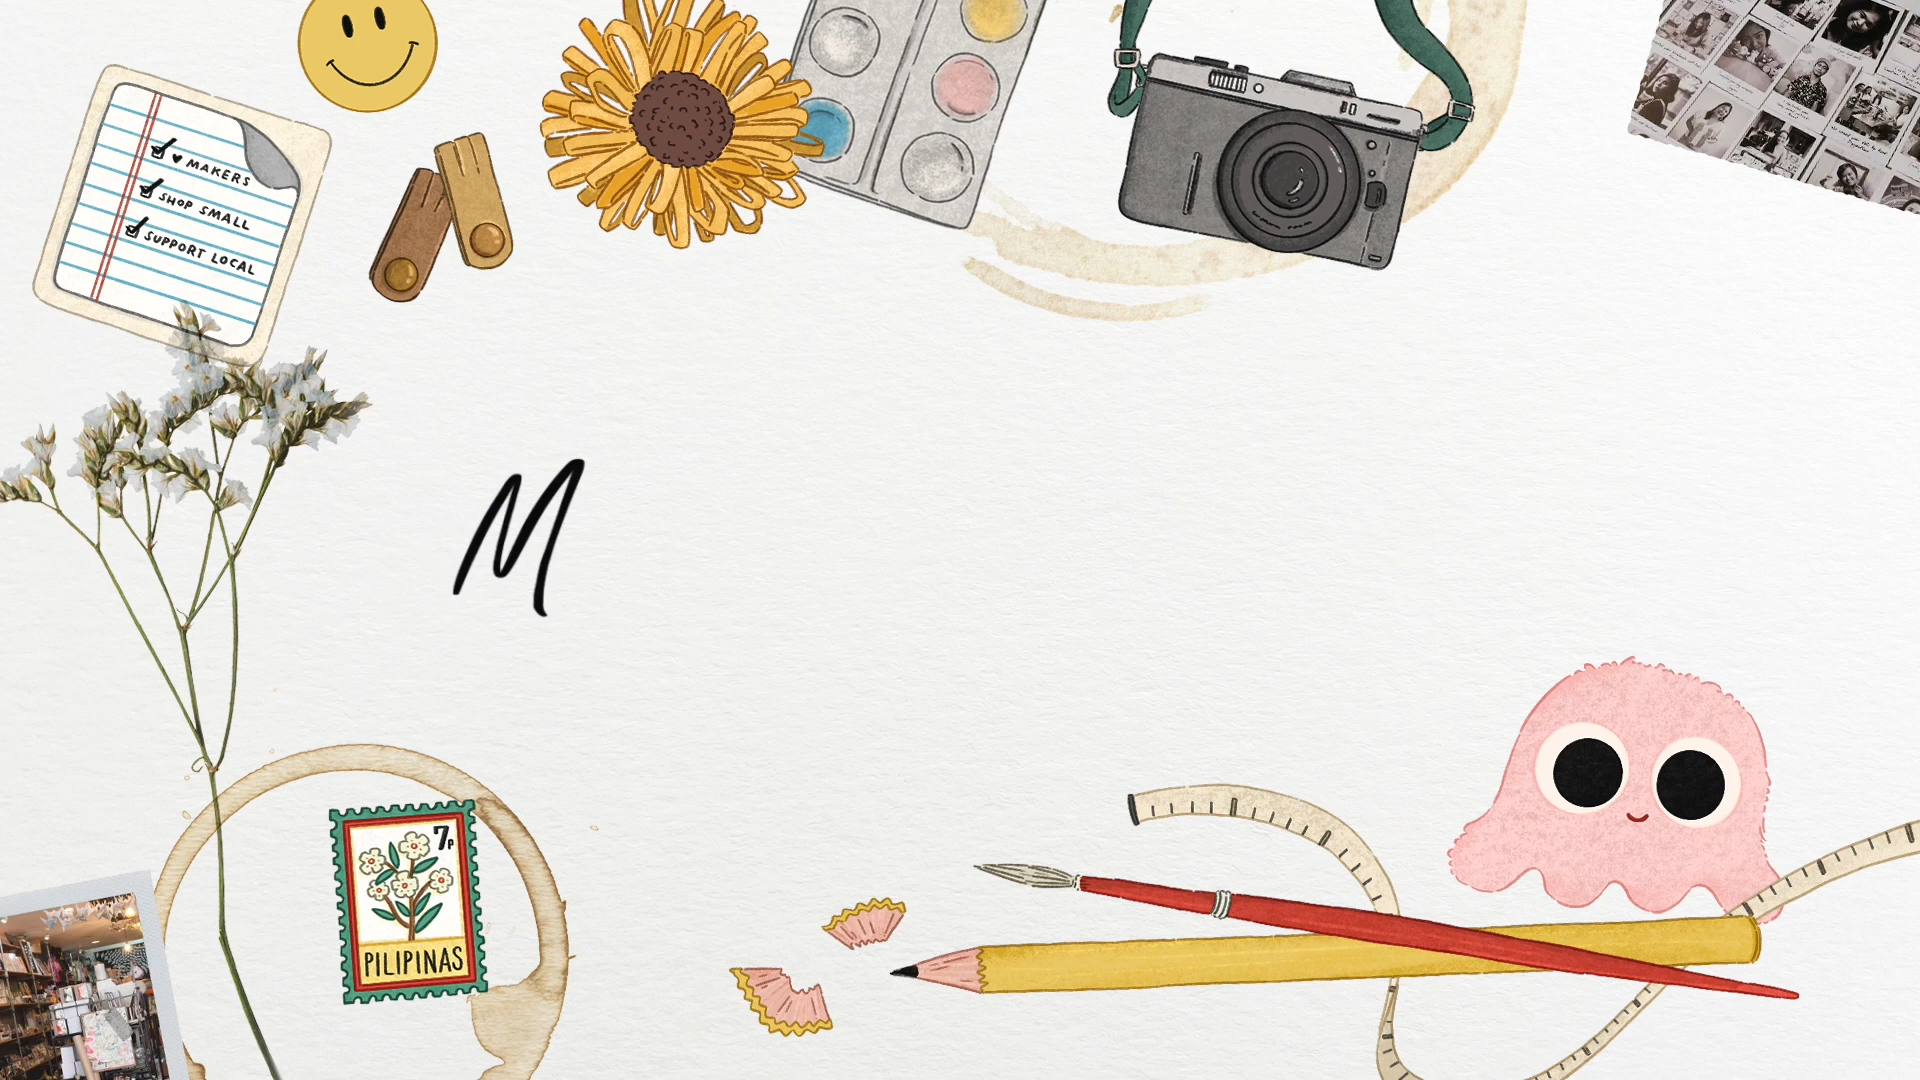 ♥ MAKERS
SHOP SMALL
SUPPORT LOCAL
M
7P
PILIPINAS